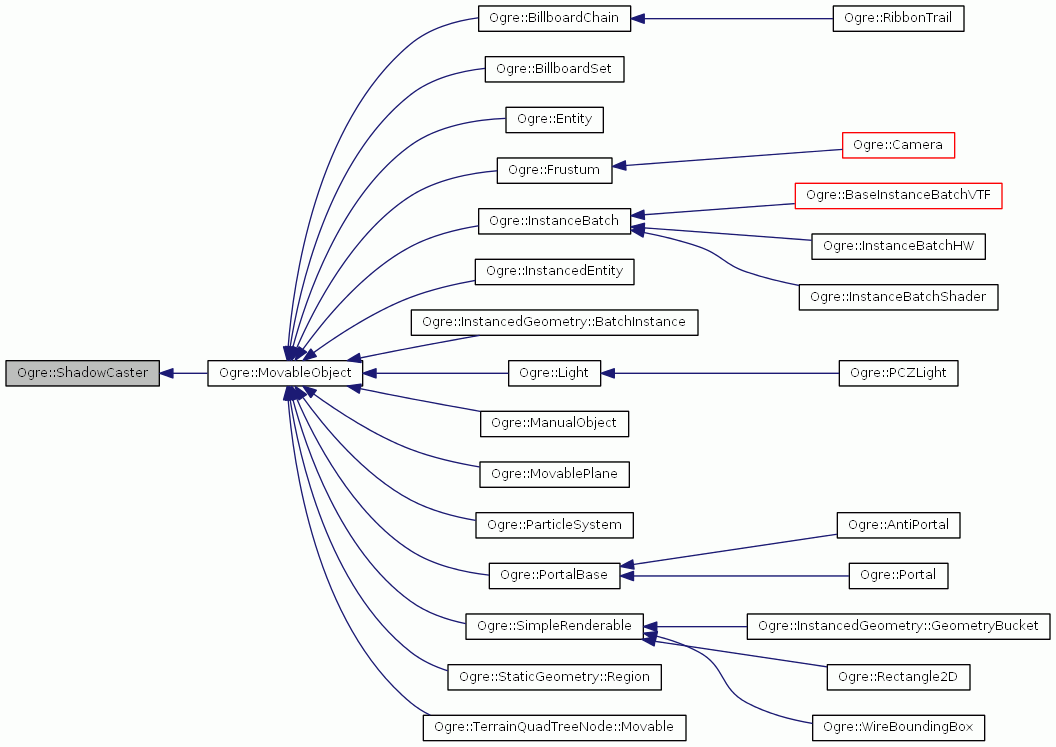 Ogre::BillboardChain
Ogre::RibbonTrail
Ogre::BillboardSet
Ogre::Entity
Ogre::Camera
Ogre::Frustum
Ogre::BaseInstanceBatchVTF
Ogre::InstanceBatch
Ogre::InstanceBatchHW
Ogre::InstancedEntity
Ogre::InstanceBatchShader
Ogre::InstancedGeometry::BatchInstance
Ogre::ShadowCaster
Ogre::MovableObject
Ogre::Light
Ogre::PCZLight
Ogre::ManualObject
Ogre::MovablePlane
Ogre::ParticleSystem
Ogre::AntiPortal
Ogre::PortalBase
Ogre::Portal
Ogre::SimpleRenderable
Ogre::InstancedGeometry::GeometryBucket
Ogre::StaticGeometry::Region
Ogre::Rectangle2D
Ogre::TerrainQuadTreeNode::Movable
Ogre::WireBoundingBox